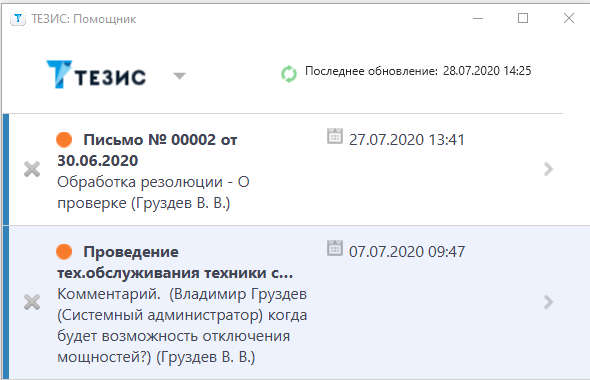 ТЕЗИС: Помощник
ТЕЗИС
Последнее обновление: 28.07.2020 14:25
Письмо № 00002 от 27.07.2020 13:41
30.06.2020
Обработка резолюции - О
проверке (Груздев В. В.)
Проведение 07.07.2020 09:47
тех.обслуживания техники с...
Комментарий. (Владимир Груздев
(Системный администратор) когда
будет возможность отключения
мощностей?) (Груздев В. В.)